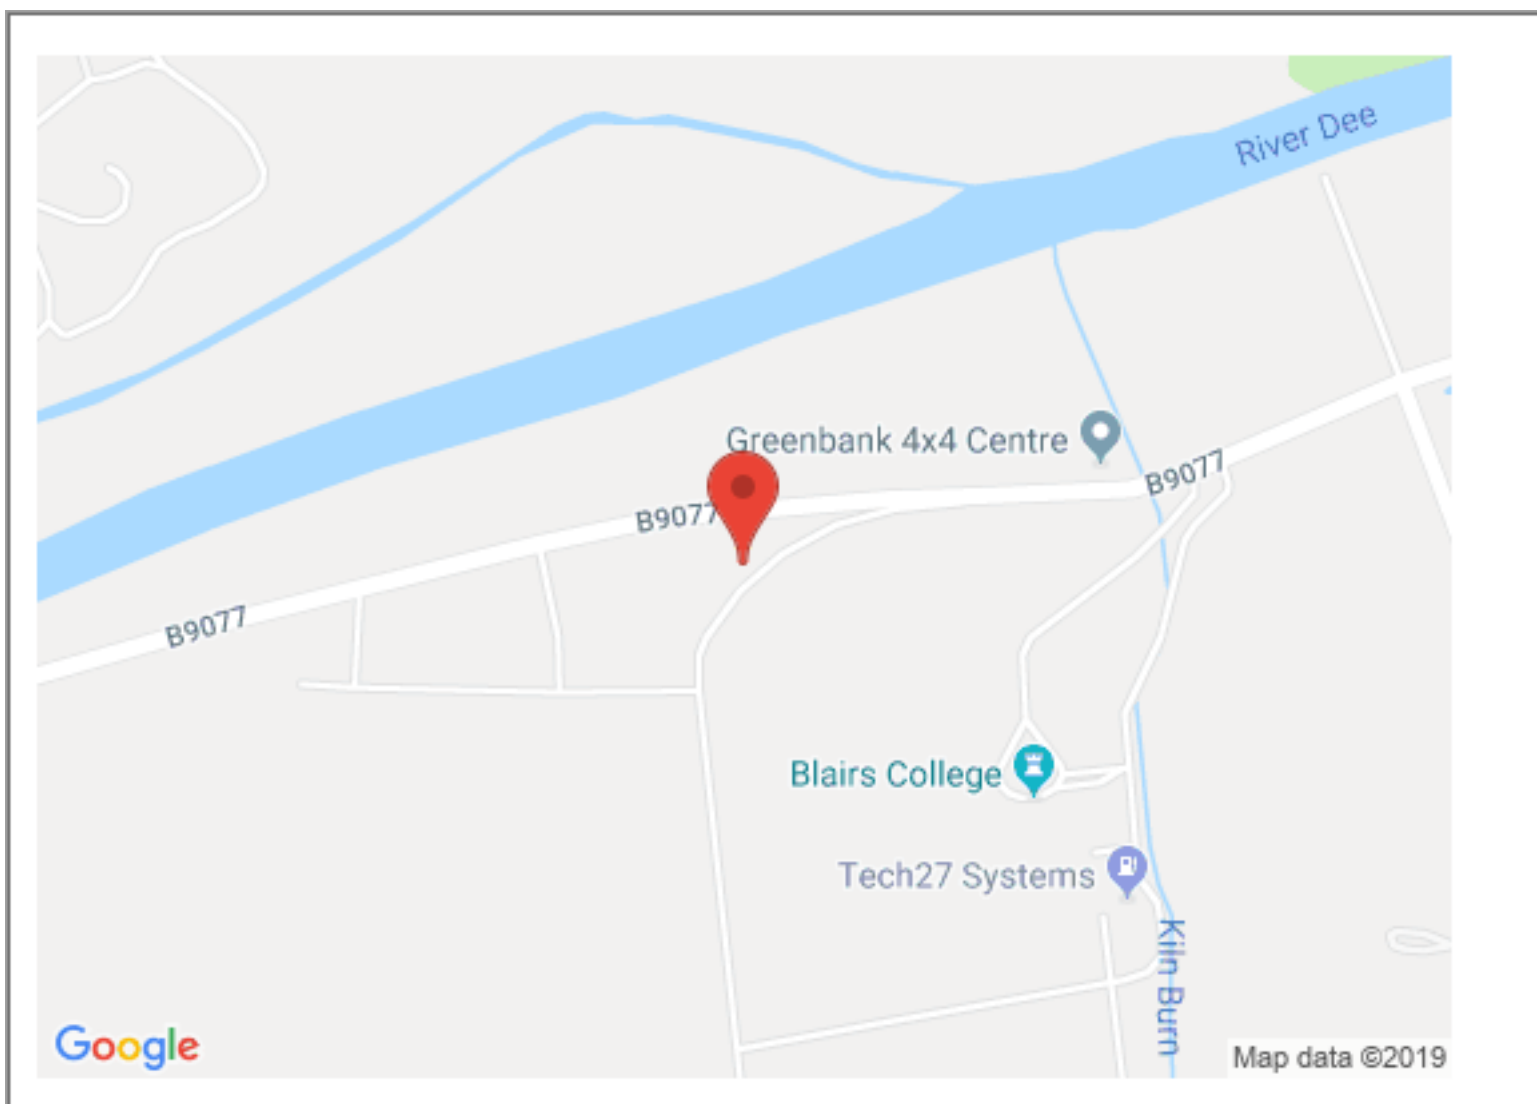 River Dee
Greenbank 4x4 Centre
B9077
B9077
B9077
Blairs College
Tech27 Systems
Kiln Burn
Google
Map data ©2019